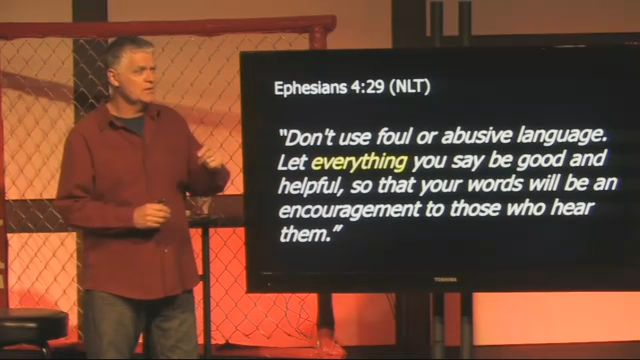 Ephesians 4:29 (NLT)
"Don't use foul or abusive language.
Let everything you say be good and
helpful, so that your words will be an
encouragement to those who hear
them."
TOSHIBA